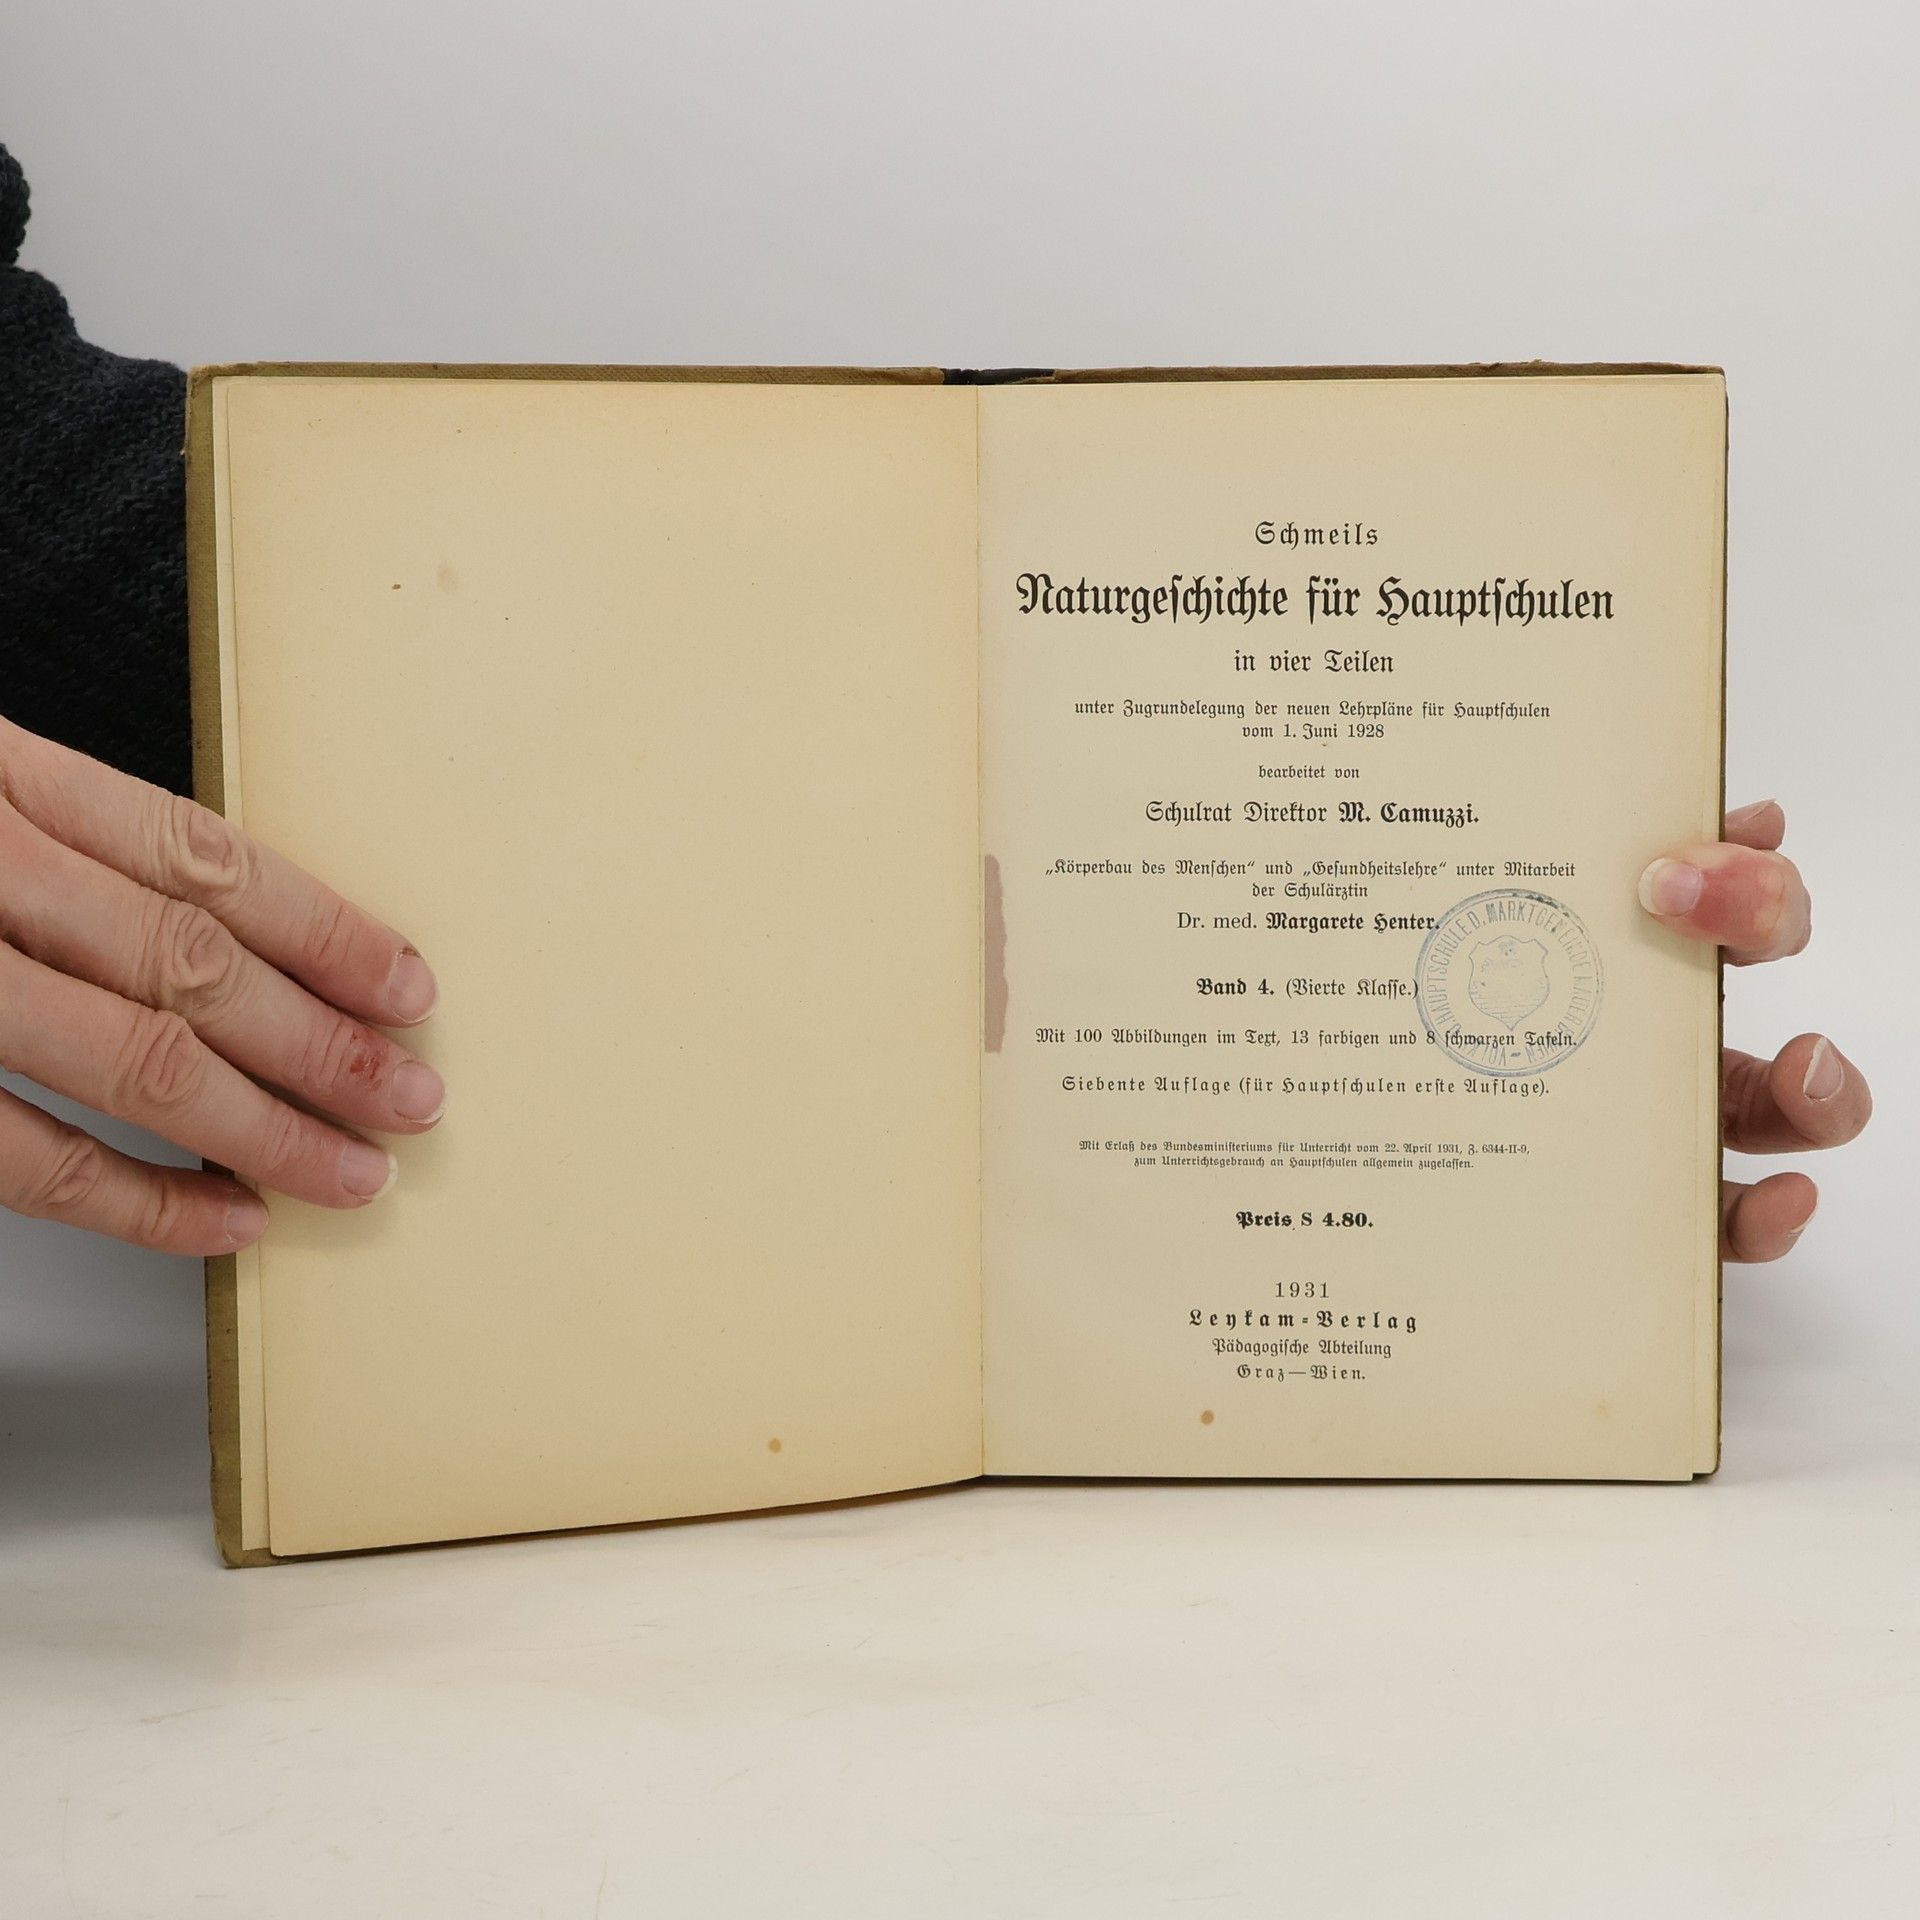 Schmeils
Naturgeschichte für Hauptschulen
in vier Teilen
unter Zugrundelegung der neuen Lehrpläne für Hauptschulen
vom 1. Juni 1928
bearbeitet von
Schulrat Direktor M. Camuzzi.
„Körperbau des Menschen“ und „Gesundheitslehre“ unter Mitarbeit
der Schulärztin
Dr. med. Margarete Henter.
Band 4. (Vierte Klasse.)
Mit 100 Abbildungen im Text, 13 farbigen und 8 schwarzen Tafeln.
Siebente Auflage (für Hauptschulen erste Auflage).
Mit Erlaß des Bundesministeriums für Unterricht vom 22. April 1931, Z. 6344-II-9,
zum Unterrichtsgebrauch an Hauptschulen allgemein zugelassen.
Preis S 4.80.
1931
Leykam-Verlag
Pädagogische Abteilung
Graz—Wien.
HAUPTSCHULE D. MARKTGEMEINDE